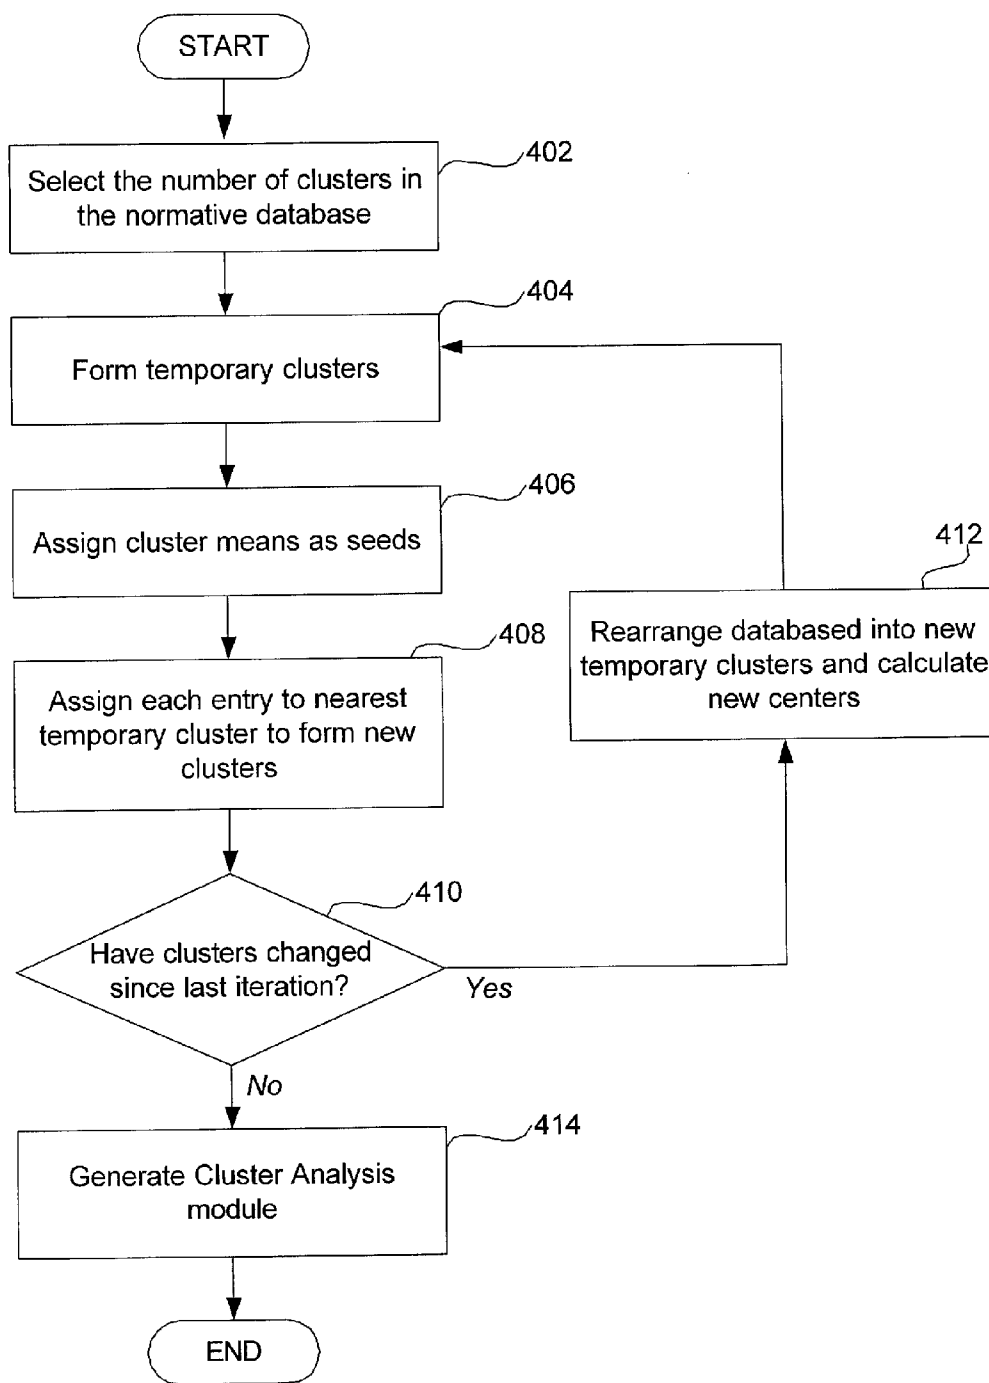 START
402
Select the number of clusters in
the normative database
404
Form temporary clusters
406
Assign cluster means as seeds
412
Rearrange databased into new
temporary clusters and calculate
new centers
408
Assign each entry to nearest
temporary cluster to form new
clusters
410
Have clusters changed
since last iteration?
Yes
No
414
Generate Cluster Analysis
module
END